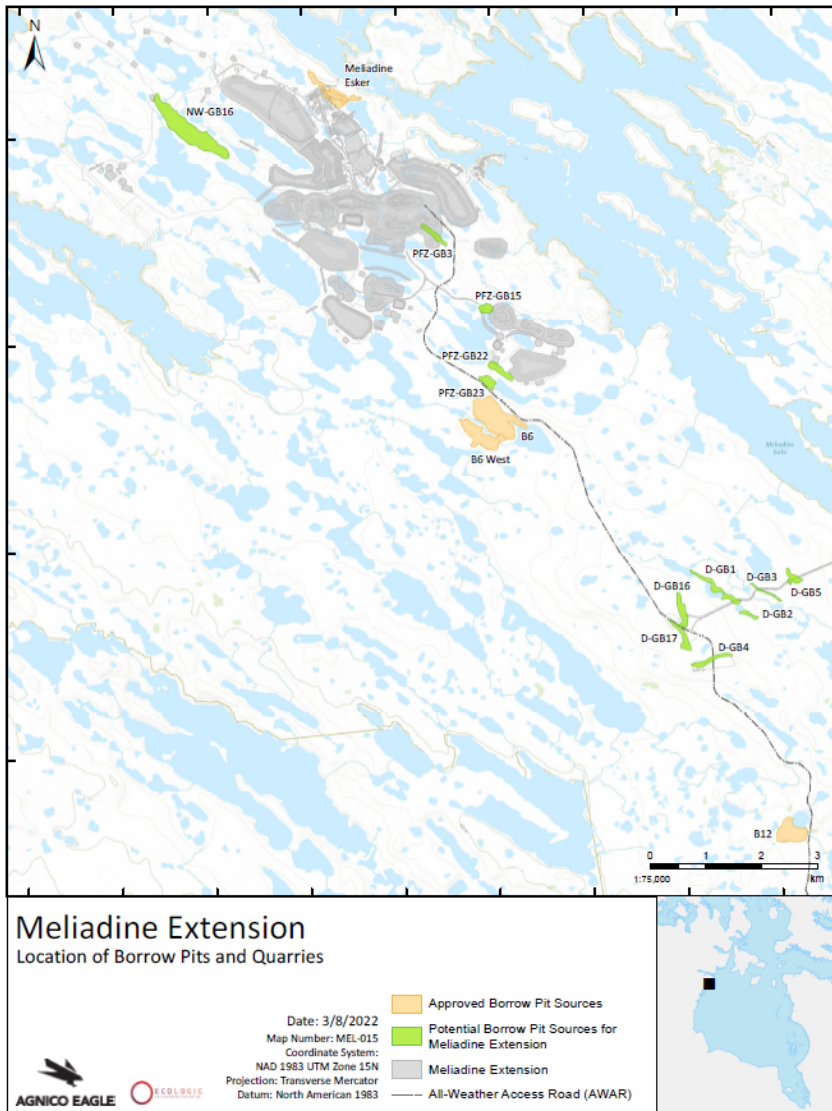 N
Meliadine
Esker
NW-GB16
PFZ-GB3
PFZ-GB15
PFZ-GB22
PFZ-GB23
B6
B6 West
Meliadine
Lake
D-GB1
D-GB3
D-GB16
D-GB5
D-GB2
D-GB17
D-GB4
B12
0 1 2 3
1:75,000 km
Meliadine Extension
Location of Borrow Pits and Quarries
Date: 3/8/2022
Map Number: MEL-015
Coordinate System:
NAD 1983 UTM Zone 15N
Projection: Transverse Mercator
Datum: North American 1983
Approved Borrow Pit Sources
Potential Borrow Pit Sources for
Meliadine Extension
Meliadine Extension
All-Weather Access Road (AWAR)
AGNICO EAGLE
ECOLOGIC